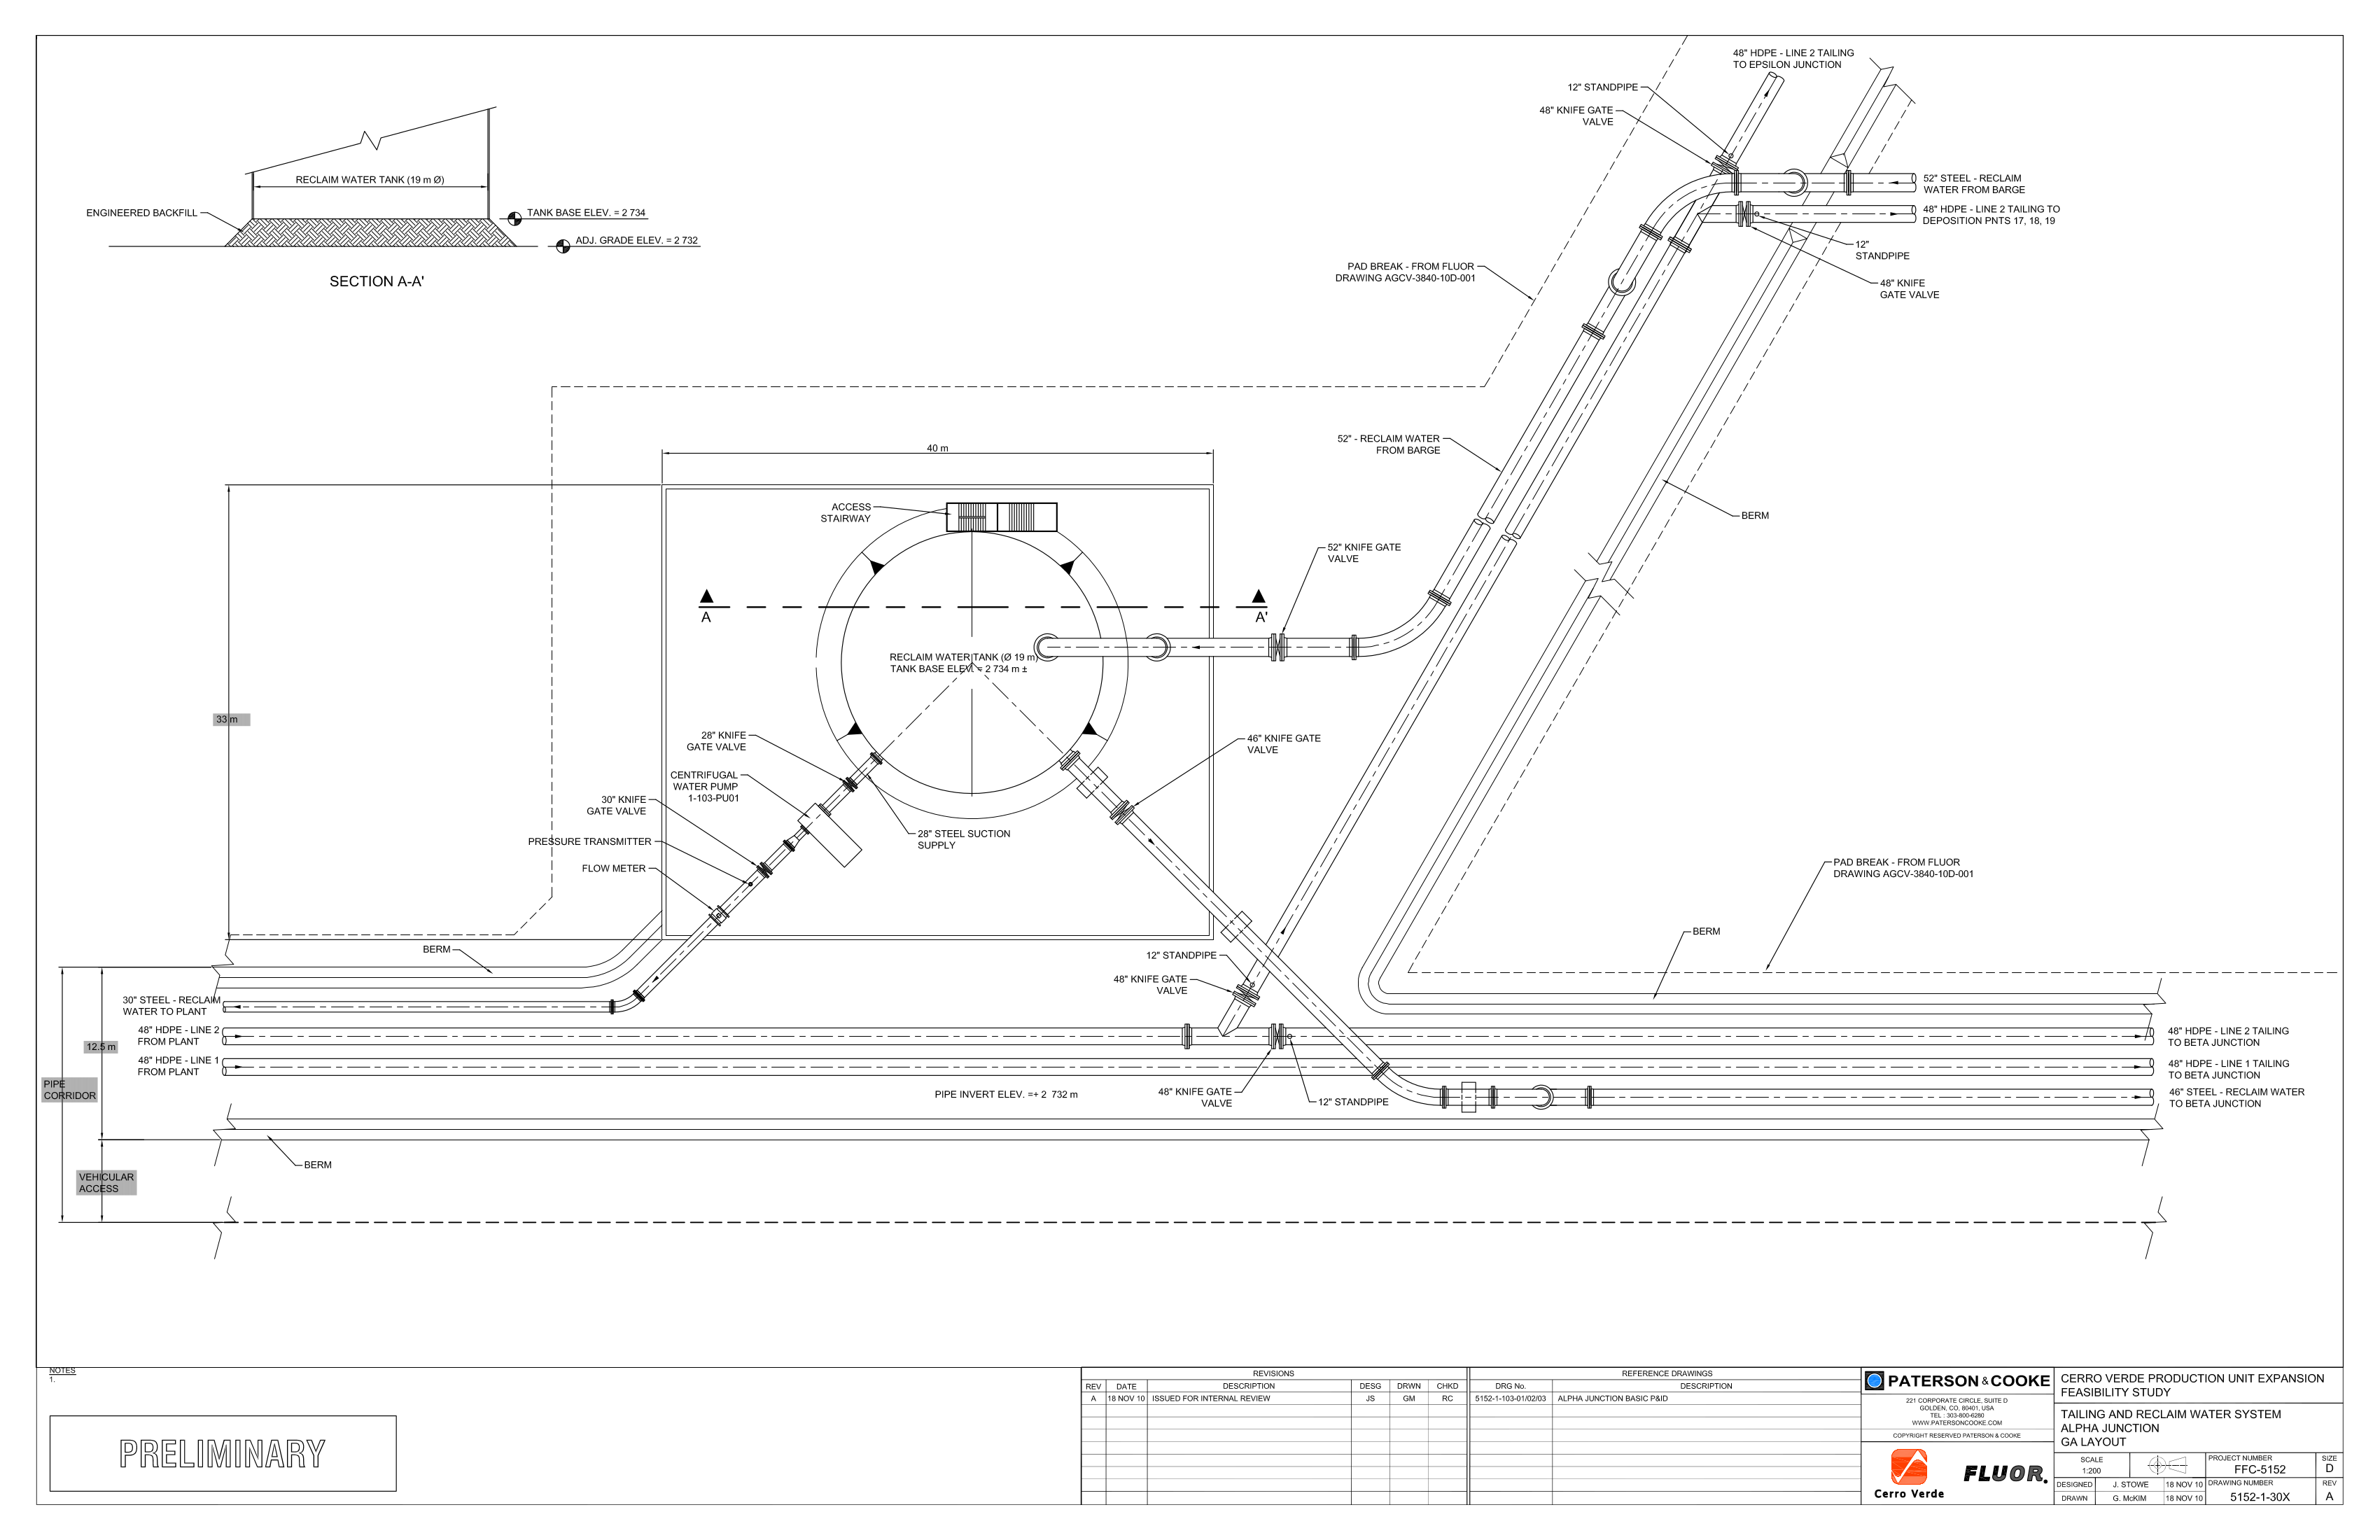 48" HDPE - LINE 2 TAILING
TO EPSILON JUNCTION
12" STANDPIPE
48" KNIFE GATE
VALVE
52" STEEL - RECLAIM
WATER FROM BARGE
48" HDPE - LINE 2 TAILING TO
DEPOSITION PNTS 17, 18, 19
12"
STANDPIPE
48" KNIFE
GATE VALVE
PAD BREAK - FROM FLUOR
DRAWING AGCV-3840-10D-001
RECLAIM WATER TANK (19 m Ø)
ENGINEERED BACKFILL
TANK BASE ELEV. = 2 734
ADJ. GRADE ELEV. = 2 732
SECTION A-A'
52" - RECLAIM WATER
FROM BARGE
40 m
ACCESS
STAIRWAY
BERM
52" KNIFE GATE
VALVE
A
A'
RECLAIM WATER TANK (Ø 19 m)
TANK BASE ELEV. = 2 734 m ±
33 m
28" KNIFE
GATE VALVE
46" KNIFE GATE
VALVE
CENTRIFUGAL
WATER PUMP
1-103-PU01
30" KNIFE
GATE VALVE
PRESSURE TRANSMITTER
28" STEEL SUCTION
SUPPLY
FLOW METER
PAD BREAK - FROM FLUOR
DRAWING AGCV-3840-10D-001
BERM
BERM
12" STANDPIPE
48" KNIFE GATE
VALVE
30" STEEL - RECLAIM
WATER TO PLANT
48" HDPE - LINE 2
FROM PLANT
12.5 m
48" HDPE - LINE 1
FROM PLANT
PIPE
CORRIDOR
PIPE INVERT ELEV. =+ 2 732 m
48" KNIFE GATE
VALVE
12" STANDPIPE
48" HDPE - LINE 2 TAILING
TO BETA JUNCTION
48" HDPE - LINE 1 TAILING
TO BETA JUNCTION
46" STEEL - RECLAIM WATER
TO BETA JUNCTION
BERM
VEHICULAR
ACCESS
NOTES
1.
PRELIMINARY
REVISIONS
REV DATE DESCRIPTION DESG DRWN CHKD
A 18 NOV 10 ISSUED FOR INTERNAL REVIEW JS GM RC
REFERENCE DRAWINGS
DRG No. DESCRIPTION
5152-1-103-01/02/03 ALPHA JUNCTION BASIC P&ID
PATERSON & COOKE
221 CORPORATE CIRCLE, SUITE D
GOLDEN, CO, 80401, USA
TEL : 303-800-6280
WWW.PATERSONCOOKE.COM
COPYRIGHT RESERVED PATERSON & COOKE
Cerro Verde
FLUOR.
CERRO VERDE PRODUCTION UNIT EXPANSION
FEASIBILITY STUDY
TAILING AND RECLAIM WATER SYSTEM
ALPHA JUNCTION
GA LAYOUT
SCALE
1:200
PROJECT NUMBER
FFC-5152
SIZE
D
DESIGNED J. STOWE 18 NOV 10
DRAWN G. McKIM 18 NOV 10
DRAWING NUMBER
5152-1-30X
REV
A